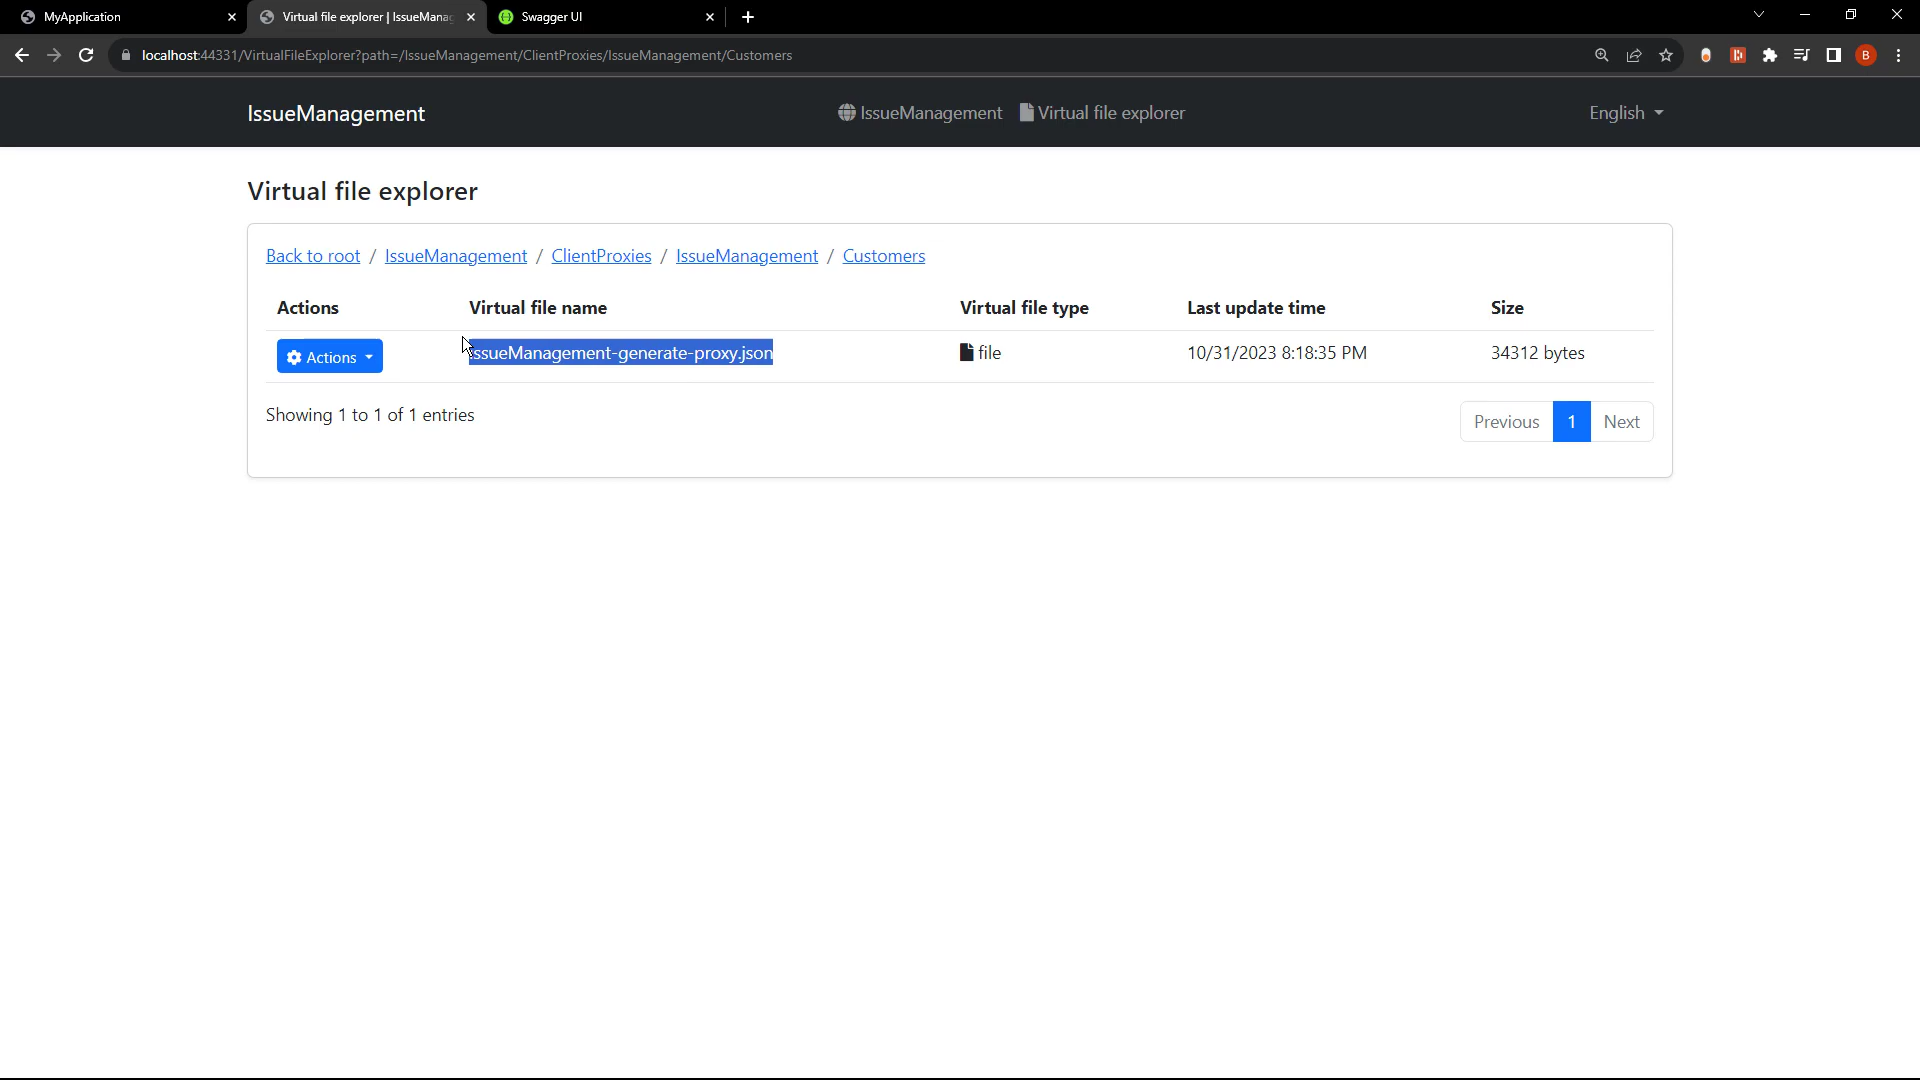 MyApplication
Virtual file explorer | IssueManag
Swagger UI
localhost:44331/VirtualFileExplorer?path=/IssueManagement/ClientProxies/IssueManagement/Customers
B
IssueManagement
IssueManagement
Virtual file explorer
English
Virtual file explorer
Back to root / IssueManagement / ClientProxies / IssueManagement / Customers
Actions Virtual file name Virtual file type Last update time Size
Actions IssueManagement-generate-proxy.json file 10/31/2023 8:18:35 PM 34312 bytes
Showing 1 to 1 of 1 entries
Previous 1 Next